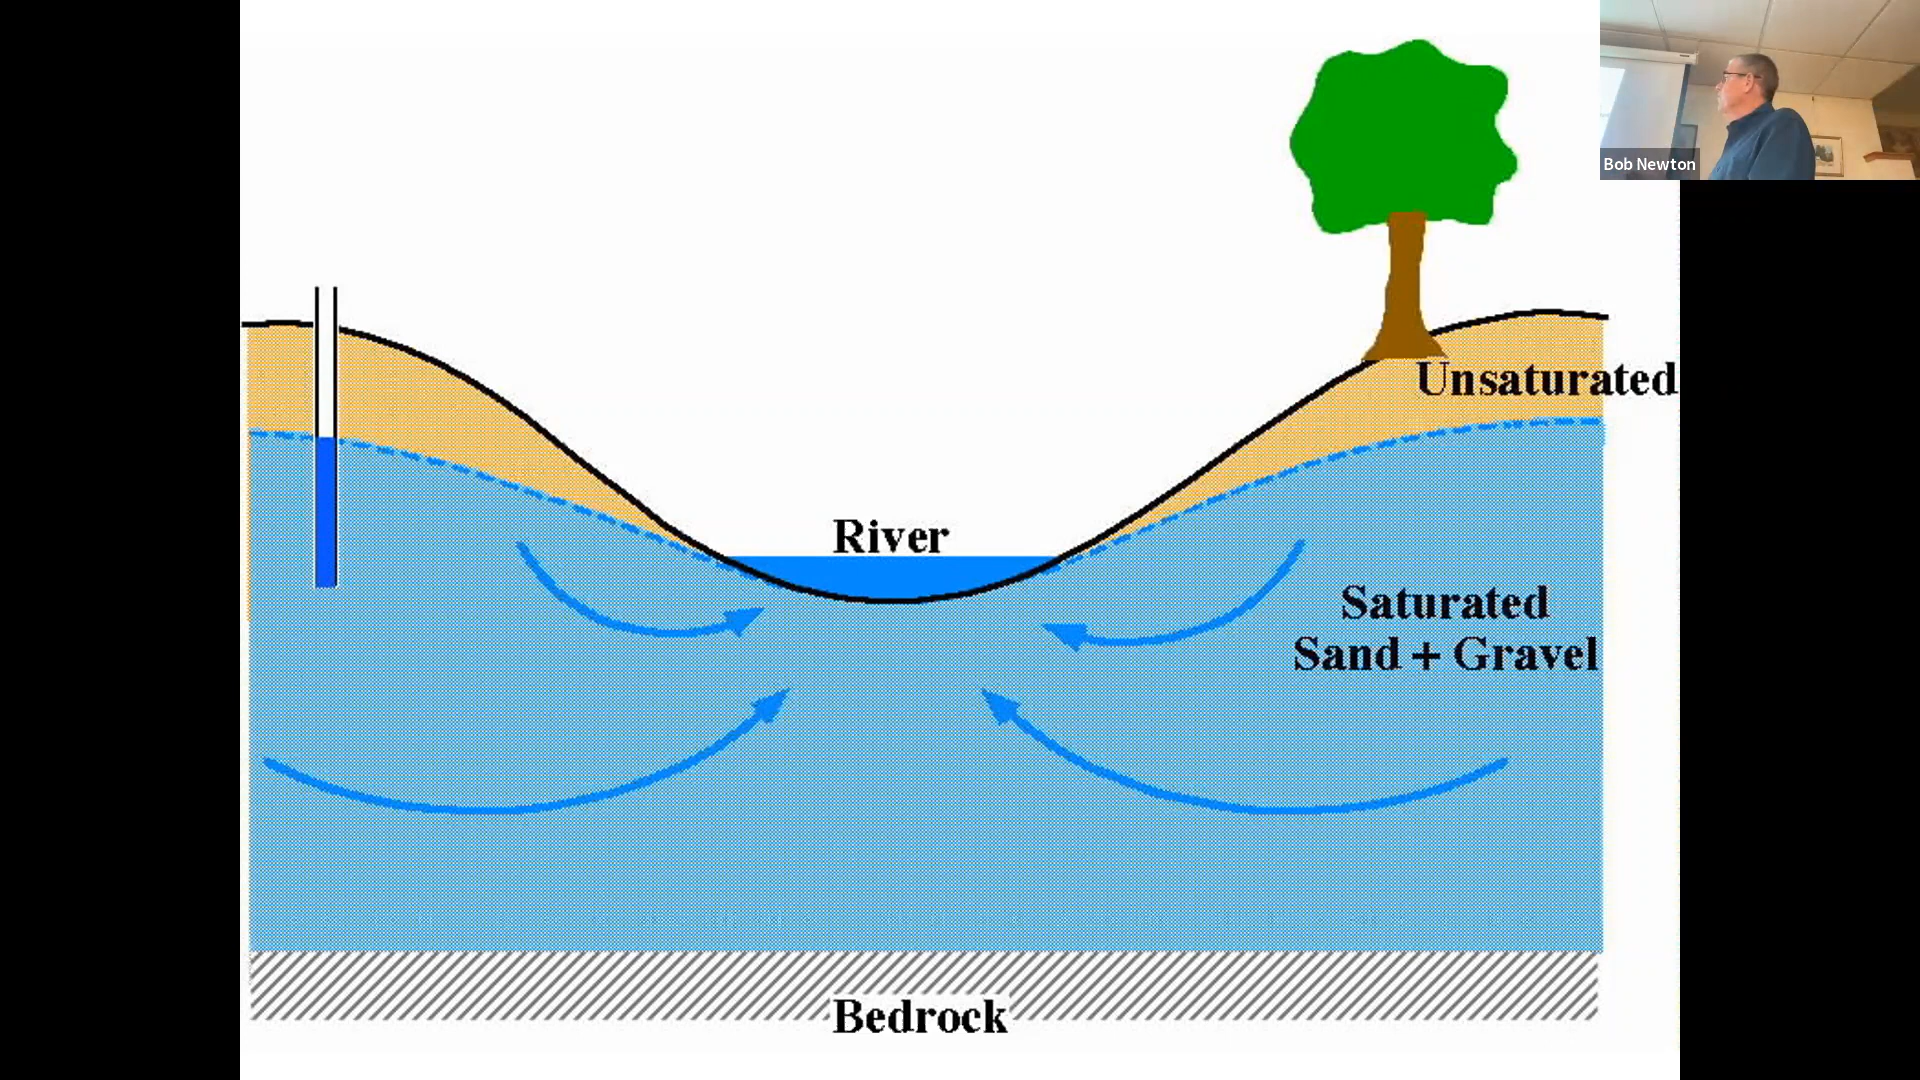 Bob Newton
Unsaturated
River
Saturated
Sand + Gravel
Bedrock